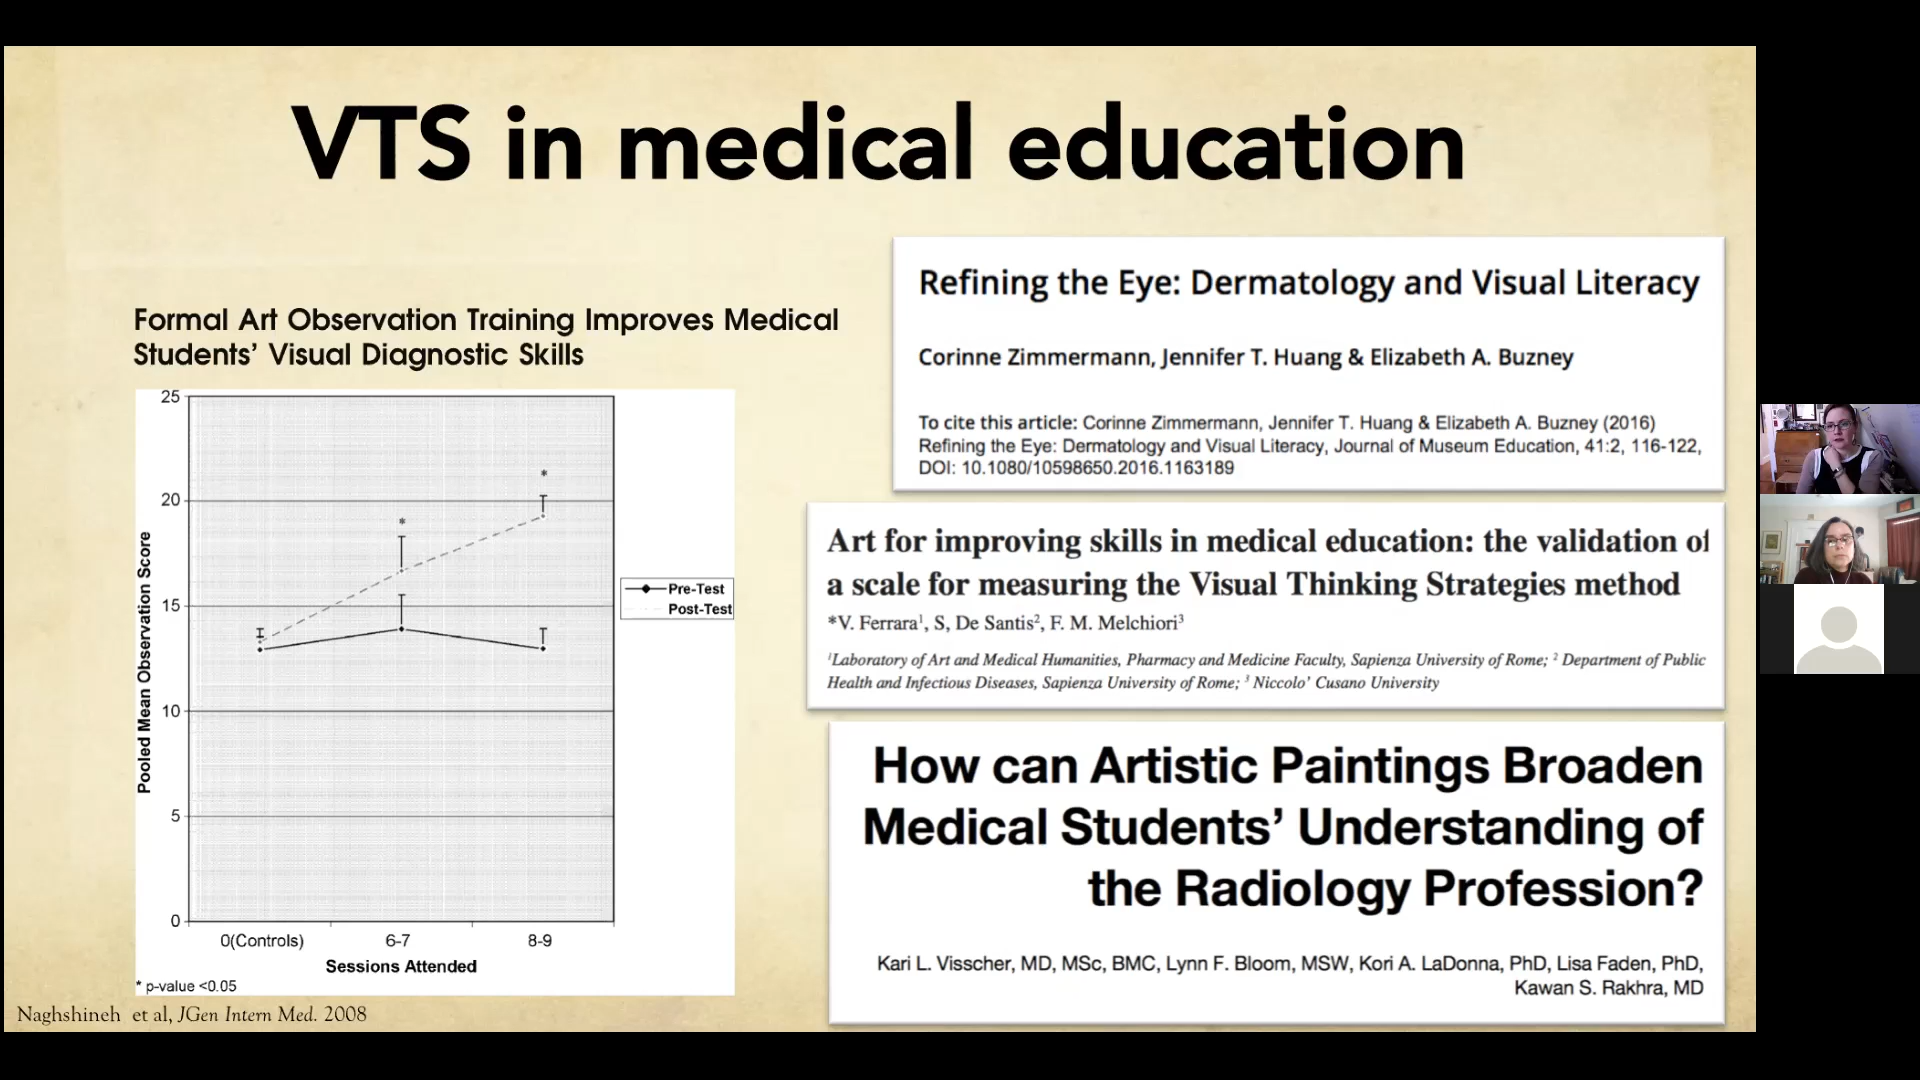 VTS in medical education
Formal Art Observation Training Improves Medical
Students’ Visual Diagnostic Skills
25
20
15
10
5
0
Pooled Mean Observation Score
*
*
Pre-Test
Post-Test
0(Controls)
6-7
8-9
Sessions Attended
* p-value <0.05
Naghshineh et al, JGen Intern Med. 2008
Refining the Eye: Dermatology and Visual Literacy
Corinne Zimmermann, Jennifer T. Huang & Elizabeth A. Buzney
To cite this article: Corinne Zimmermann, Jennifer T. Huang & Elizabeth A. Buzney (2016)
Refining the Eye: Dermatology and Visual Literacy, Journal of Museum Education, 41:2, 116-122,
DOI: 10.1080/10598650.2016.1163189
Art for improving skills in medical education: the validation of
a scale for measuring the Visual Thinking Strategies method
*V. Ferrara¹, S, De Santis², F. M. Melchiori³
¹Laboratory of Art and Medical Humanities, Pharmacy and Medicine Faculty, Sapienza University of Rome; ² Department of Public
Health and Infectious Diseases, Sapienza University of Rome; ³ Niccolo’ Cusano University
How can Artistic Paintings Broaden
Medical Students’ Understanding of
the Radiology Profession?
Kari L. Visscher, MD, MSc, BMC, Lynn F. Bloom, MSW, Kori A. LaDonna, PhD, Lisa Faden, PhD,
Kawan S. Rakhra, MD